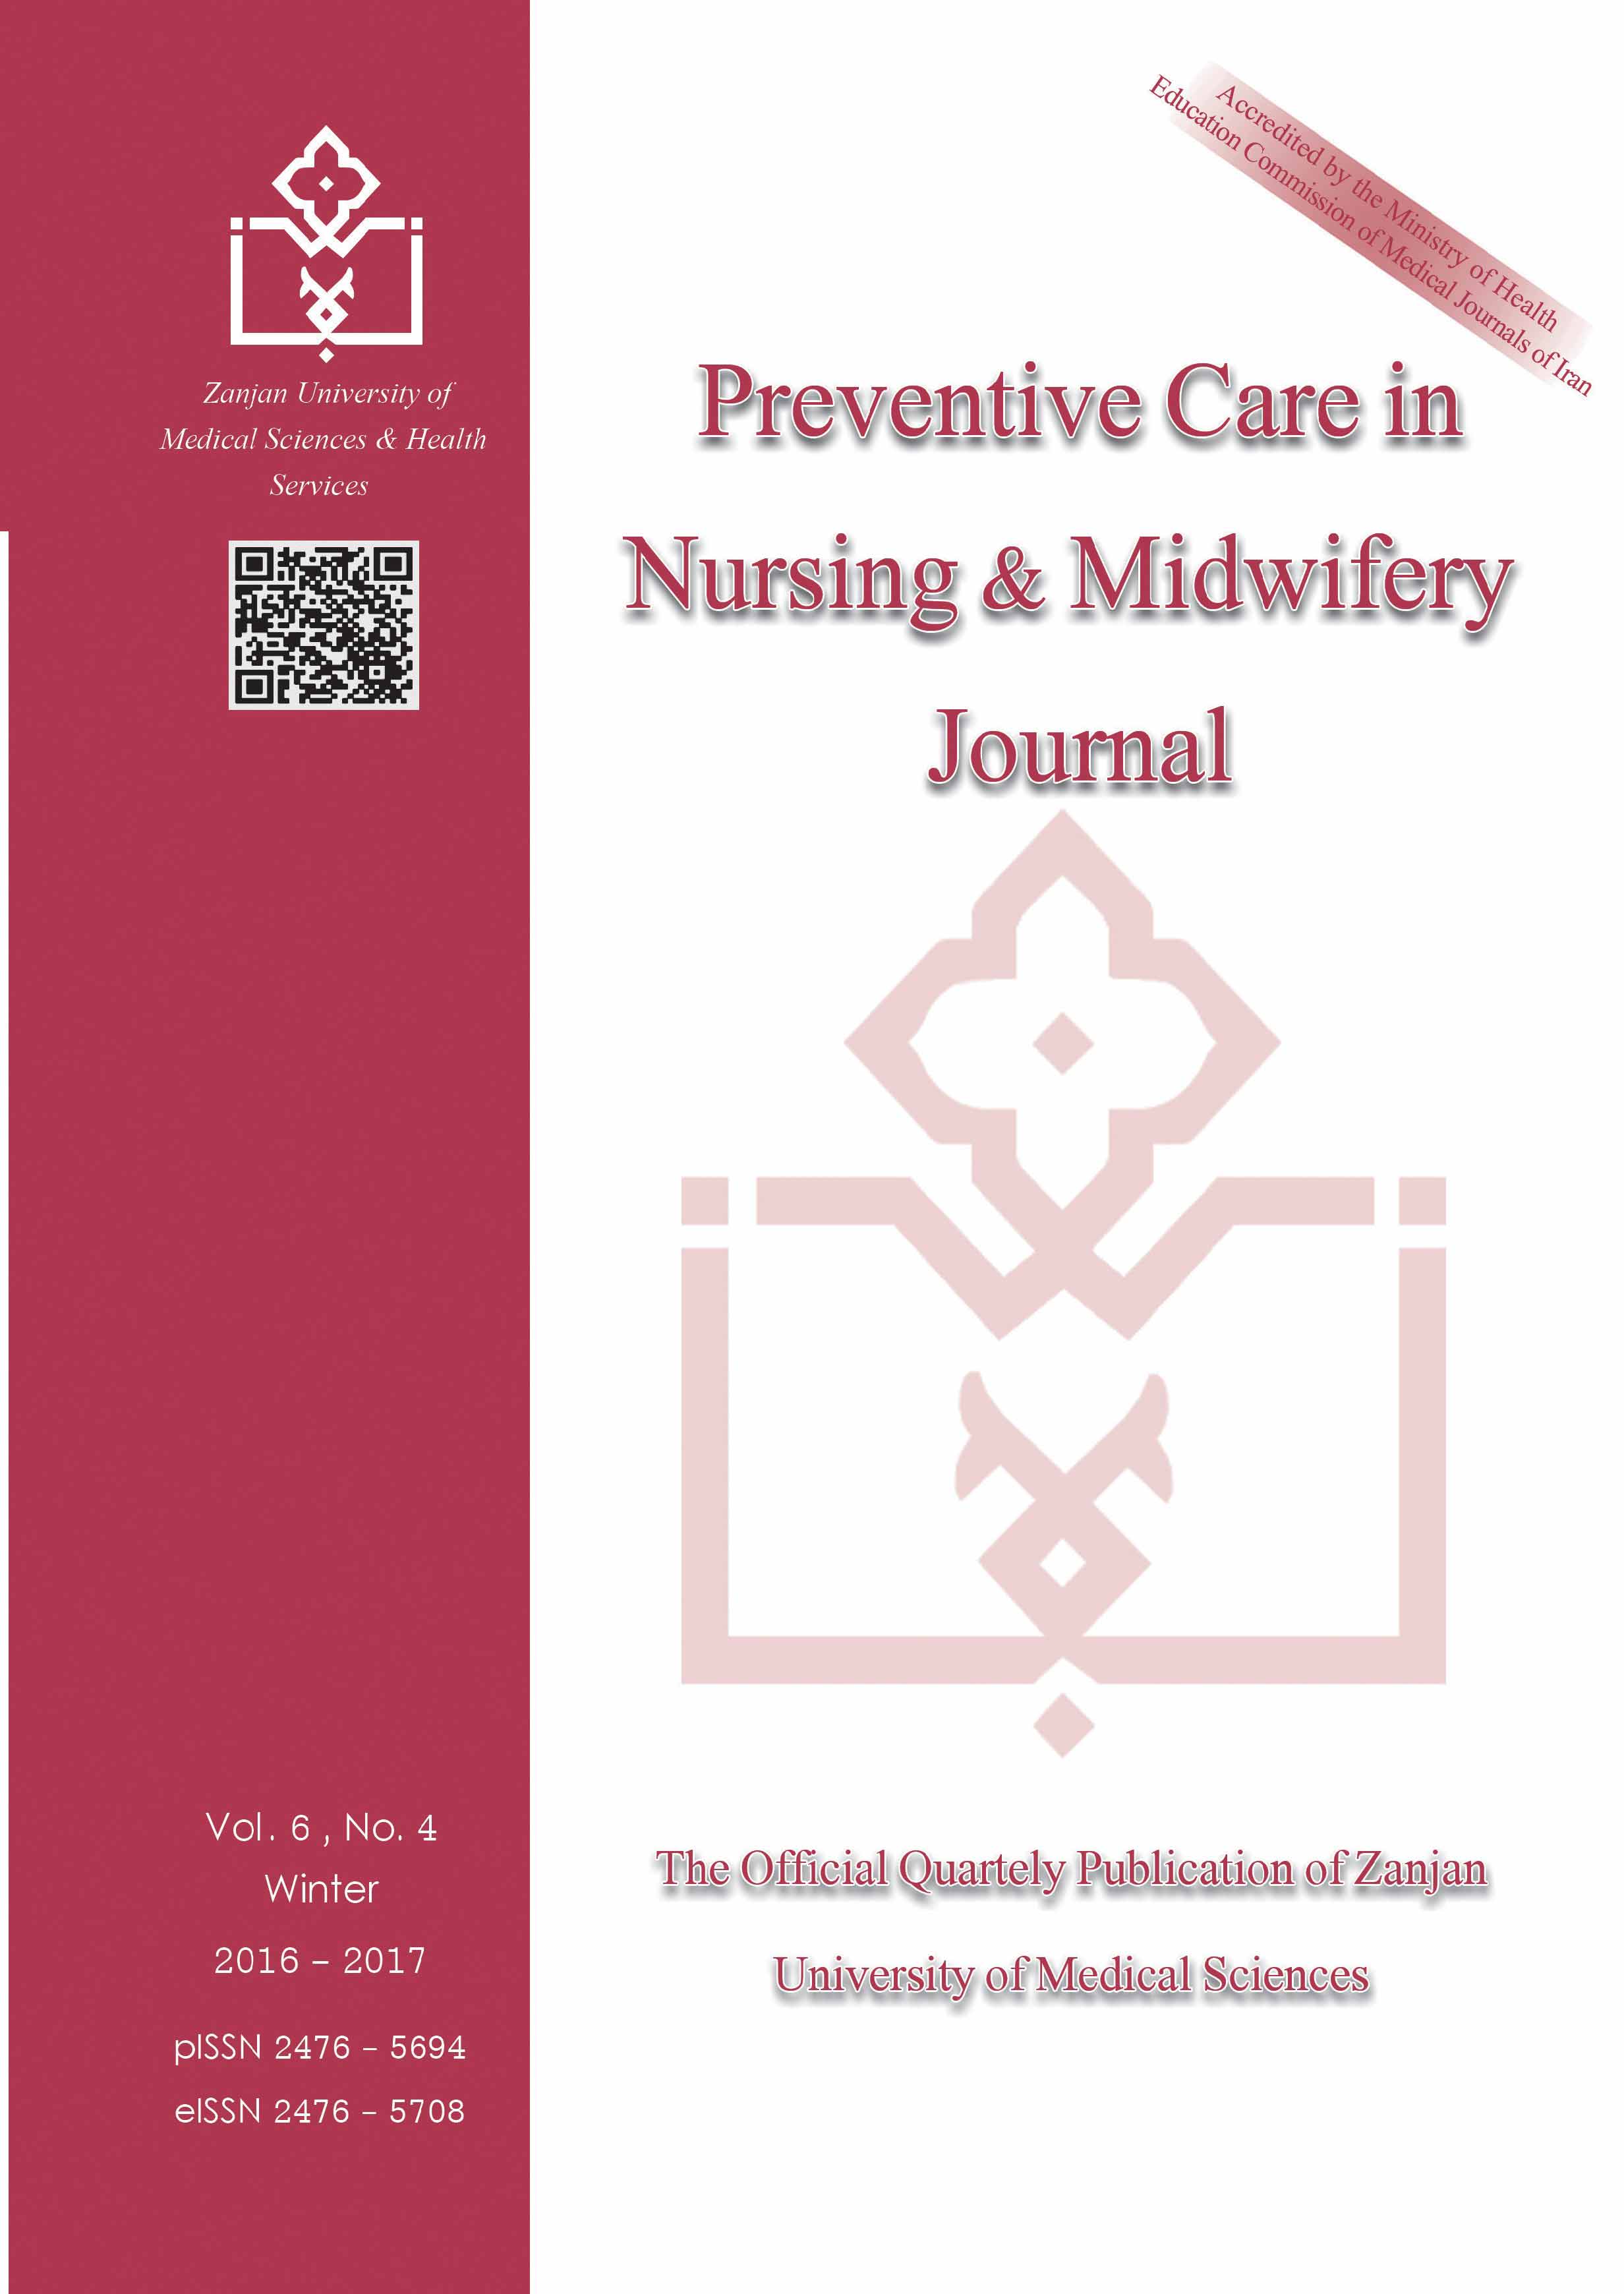 Zanjan University of
Medical Sciences & Health
Services
Vol. 6 , No. 4
Winter
2016 – 2017
pISSN 2476 – 5694
eISSN 2476 – 5708
Accredited by the Ministry of Health
Education Commission of Medical Journals of Iran
Preventive Care in
Nursing & Midwifery
Journal
The Official Quartely Publication of Zanjan
University of Medical Sciences